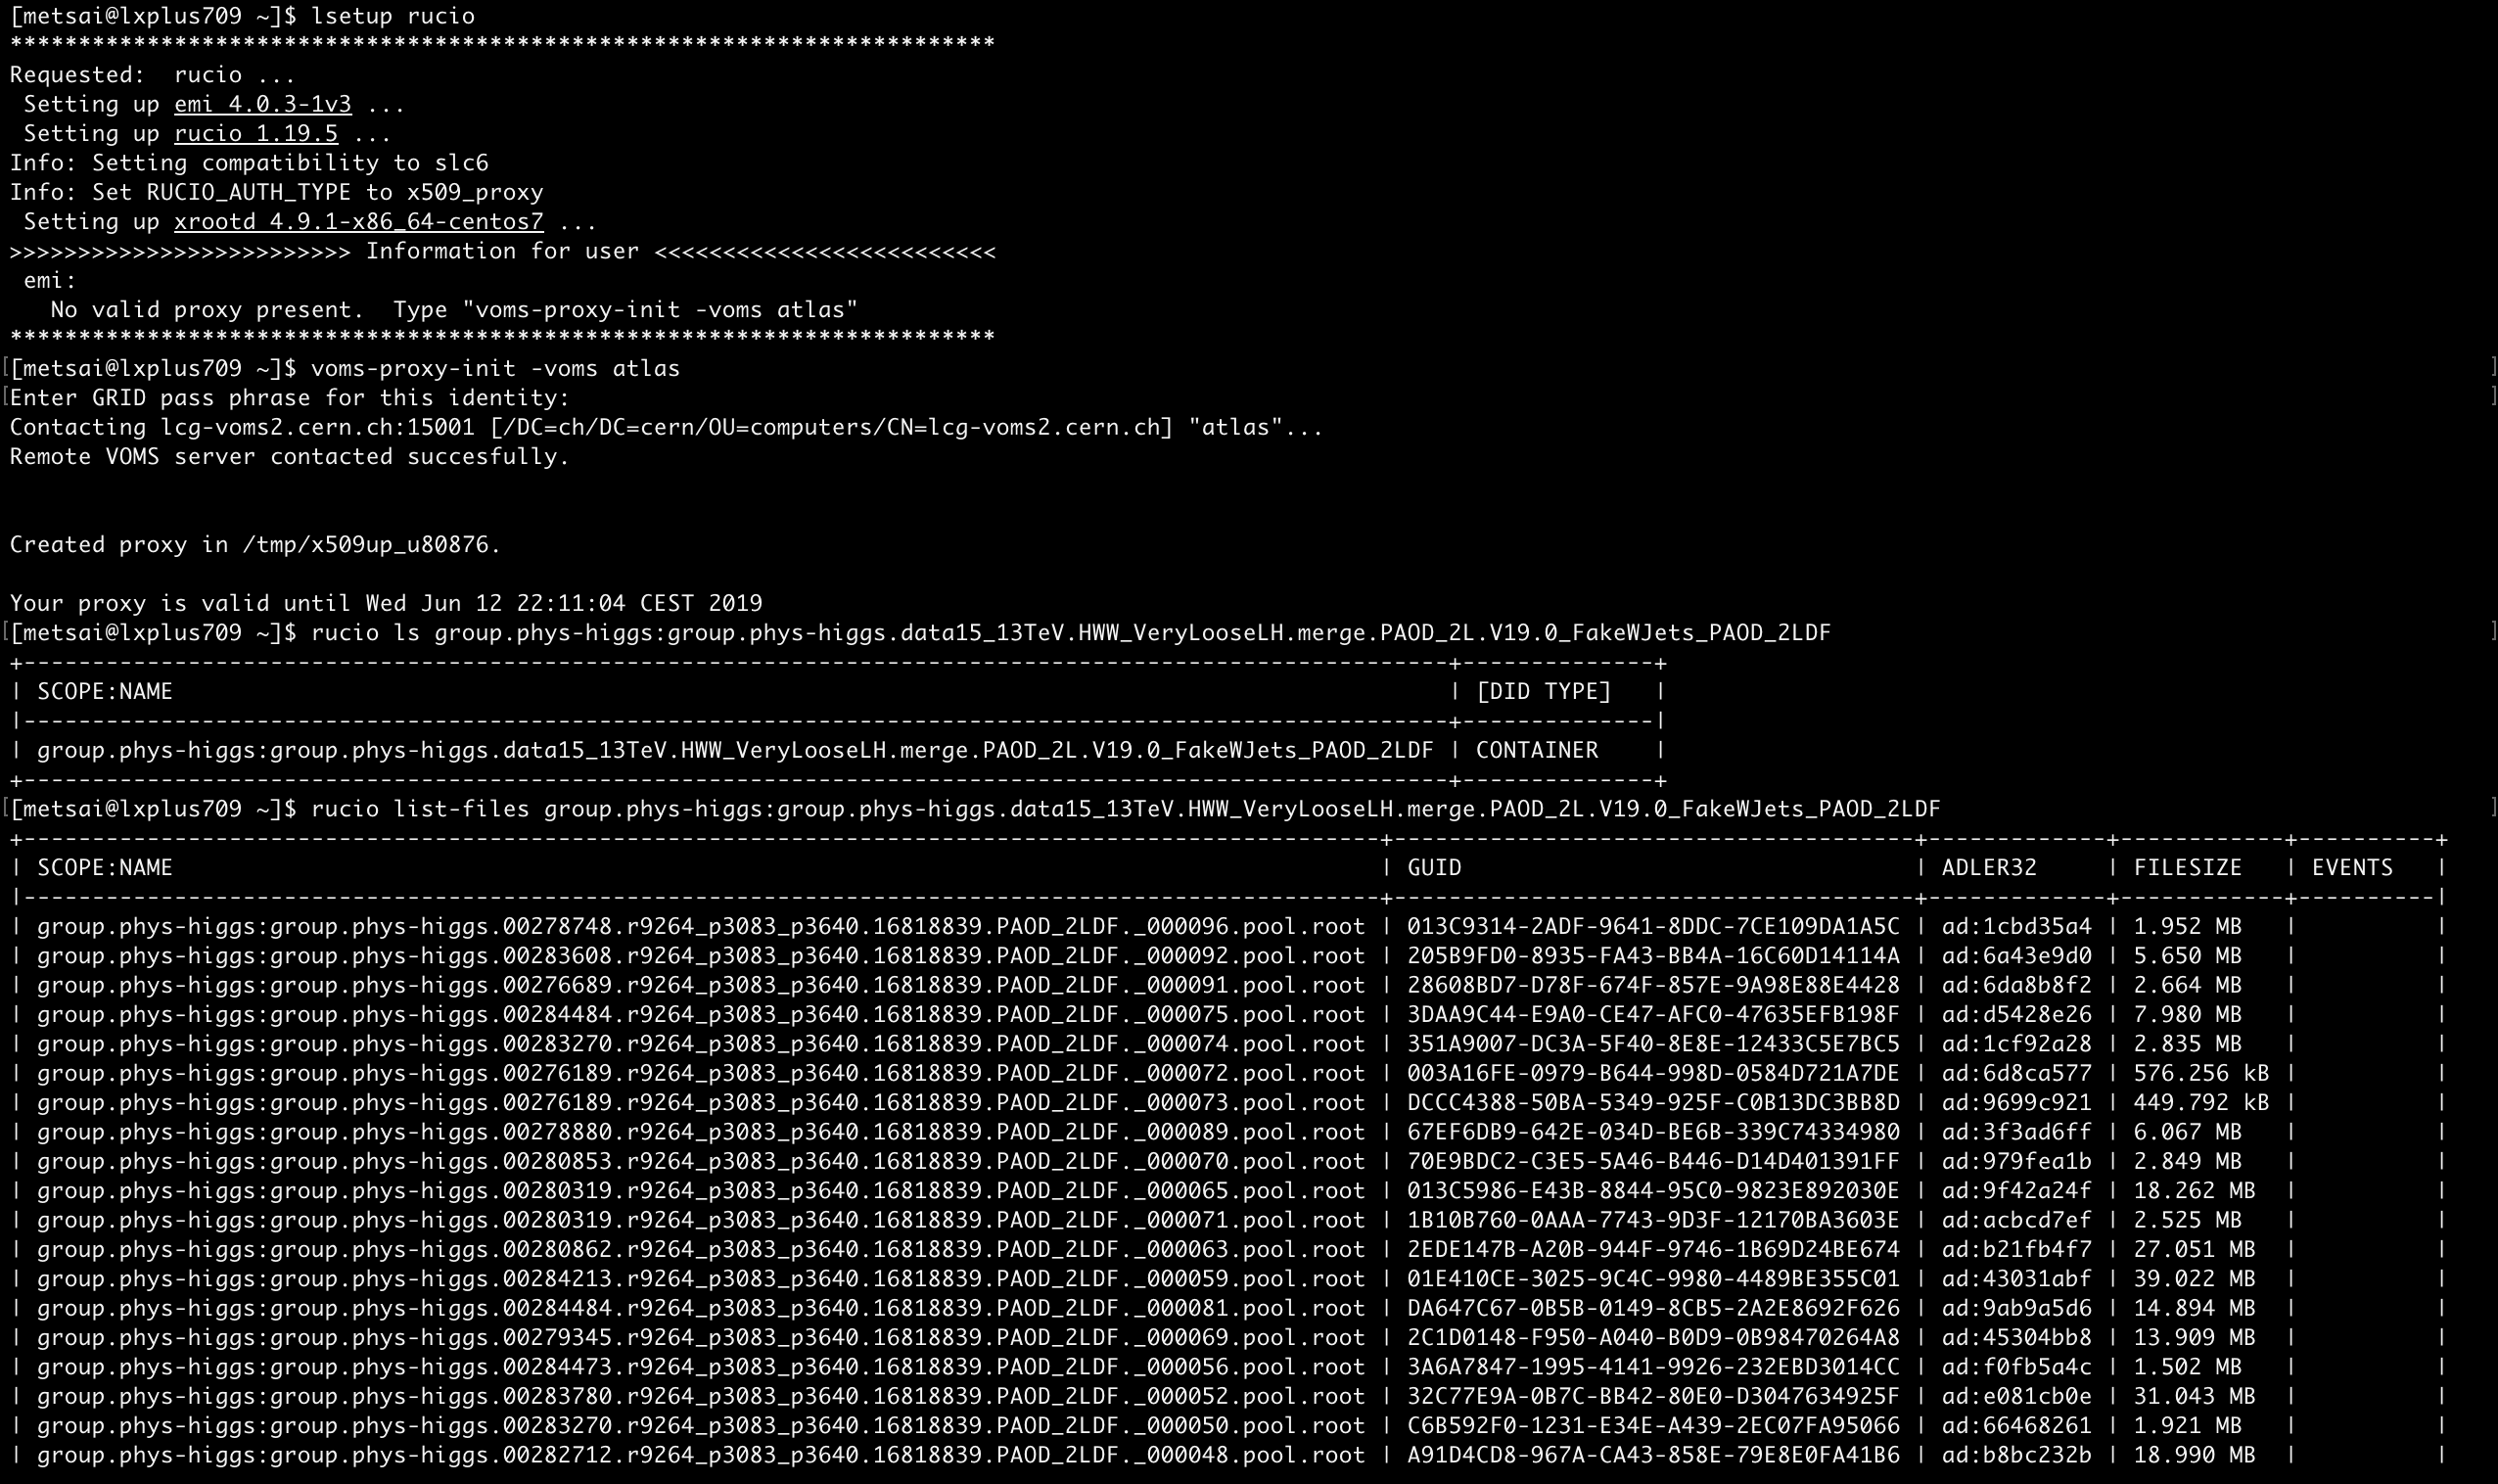 [metsai@lxplus709 ~]$ lsetup rucio
************************************************************************
Requested:  rucio ...
 Setting up emi 4.0.3-1v3 ...
 Setting up rucio 1.19.5 ...
Info: Setting compatibility to slc6
Info: Set RUCIO_AUTH_TYPE to x509_proxy
 Setting up xrootd 4.9.1-x86_64-centos7 ...
>>>>>>>>>>>>>>>>>>>>>>>>> Information for user <<<<<<<<<<<<<<<<<<<<<<<<<
 emi:
   No valid proxy present.  Type "voms-proxy-init -voms atlas"
************************************************************************
[metsai@lxplus709 ~]$ voms-proxy-init -voms atlas
Enter GRID pass phrase for this identity:
Contacting lcg-voms2.cern.ch:15001 [/DC=ch/DC=cern/OU=computers/CN=lcg-voms2.cern.ch] "atlas"...
Remote VOMS server contacted succesfully.
Created proxy in /tmp/x509up_u80876.
Your proxy is valid until Wed Jun 12 22:11:04 CEST 2019
[metsai@lxplus709 ~]$ rucio ls group.phys-higgs:group.phys-higgs.data15_13TeV.HWW_VeryLooseLH.merge.PAOD_2L.V19.0_FakeWJets_PAOD_2LDF
+--------------------------------------------------------------------------------------------------------+--------------+
| SCOPE:NAME                                                                                             | [DID TYPE]   |
|--------------------------------------------------------------------------------------------------------+--------------|
| group.phys-higgs:group.phys-higgs.data15_13TeV.HWW_VeryLooseLH.merge.PAOD_2L.V19.0_FakeWJets_PAOD_2LDF | CONTAINER    |
+--------------------------------------------------------------------------------------------------------+--------------+
[metsai@lxplus709 ~]$ rucio list-files group.phys-higgs:group.phys-higgs.data15_13TeV.HWW_VeryLooseLH.merge.PAOD_2L.V19.0_FakeWJets_PAOD_2LDF
+---------------------------------------------------------------------------------------------------+--------------------------------------+-------------+------------+----------+
| SCOPE:NAME                                                                                        | GUID                                 | ADLER32     | FILESIZE   | EVENTS   |
|---------------------------------------------------------------------------------------------------+--------------------------------------+-------------+------------+----------|
| group.phys-higgs:group.phys-higgs.00278748.r9264_p3083_p3640.16818839.PAOD_2LDF._000096.pool.root | 013C9314-2ADF-9641-8DDC-7CE109DA1A5C | ad:1cbd35a4 | 1.952 MB   |          |
| group.phys-higgs:group.phys-higgs.00283608.r9264_p3083_p3640.16818839.PAOD_2LDF._000092.pool.root | 205B9FD0-8935-FA43-BB4A-16C60D14114A | ad:6a43e9d0 | 5.650 MB   |          |
| group.phys-higgs:group.phys-higgs.00276689.r9264_p3083_p3640.16818839.PAOD_2LDF._000091.pool.root | 28608BD7-D78F-674F-857E-9A98E88E4428 | ad:6da8b8f2 | 2.664 MB   |          |
| group.phys-higgs:group.phys-higgs.00284484.r9264_p3083_p3640.16818839.PAOD_2LDF._000075.pool.root | 3DAA9C44-E9A0-CE47-AFC0-47635EFB198F | ad:d5428e26 | 7.980 MB   |          |
| group.phys-higgs:group.phys-higgs.00283270.r9264_p3083_p3640.16818839.PAOD_2LDF._000074.pool.root | 351A9007-DC3A-5F40-8E8E-12433C5E7BC5 | ad:1cf92a28 | 2.835 MB   |          |
| group.phys-higgs:group.phys-higgs.00276189.r9264_p3083_p3640.16818839.PAOD_2LDF._000072.pool.root | 003A16FE-0979-B644-998D-0584D721A7DE | ad:6d8ca577 | 576.256 kB |          |
| group.phys-higgs:group.phys-higgs.00276189.r9264_p3083_p3640.16818839.PAOD_2LDF._000073.pool.root | DCCC4388-50BA-5349-925F-C0B13DC3BB8D | ad:9699c921 | 449.792 kB |          |
| group.phys-higgs:group.phys-higgs.00278880.r9264_p3083_p3640.16818839.PAOD_2LDF._000089.pool.root | 67EF6DB9-642E-034D-BE6B-339C74334980 | ad:3f3ad6ff | 6.067 MB   |          |
| group.phys-higgs:group.phys-higgs.00280853.r9264_p3083_p3640.16818839.PAOD_2LDF._000070.pool.root | 70E9BDC2-C3E5-5A46-B446-D14D401391FF | ad:979fea1b | 2.849 MB   |          |
| group.phys-higgs:group.phys-higgs.00280319.r9264_p3083_p3640.16818839.PAOD_2LDF._000065.pool.root | 013C5986-E43B-8844-95C0-9823E892030E | ad:9f42a24f | 18.262 MB  |          |
| group.phys-higgs:group.phys-higgs.00280319.r9264_p3083_p3640.16818839.PAOD_2LDF._000071.pool.root | 1B10B760-0AAA-7743-9D3F-12170BA3603E | ad:acbcd7ef | 2.525 MB   |          |
| group.phys-higgs:group.phys-higgs.00280862.r9264_p3083_p3640.16818839.PAOD_2LDF._000063.pool.root | 2EDE147B-A20B-944F-9746-1B69D24BE674 | ad:b21fb4f7 | 27.051 MB  |          |
| group.phys-higgs:group.phys-higgs.00284213.r9264_p3083_p3640.16818839.PAOD_2LDF._000059.pool.root | 01E410CE-3025-9C4C-9980-4489BE355C01 | ad:43031abf | 39.022 MB  |          |
| group.phys-higgs:group.phys-higgs.00284484.r9264_p3083_p3640.16818839.PAOD_2LDF._000081.pool.root | DA647C67-0B5B-0149-8CB5-2A2E8692F626 | ad:9ab9a5d6 | 14.894 MB  |          |
| group.phys-higgs:group.phys-higgs.00279345.r9264_p3083_p3640.16818839.PAOD_2LDF._000069.pool.root | 2C1D0148-F950-A040-B0D9-0B98470264A8 | ad:45304bb8 | 13.909 MB  |          |
| group.phys-higgs:group.phys-higgs.00284473.r9264_p3083_p3640.16818839.PAOD_2LDF._000056.pool.root | 3A6A7847-1995-4141-9926-232EBD3014CC | ad:f0fb5a4c | 1.502 MB   |          |
| group.phys-higgs:group.phys-higgs.00283780.r9264_p3083_p3640.16818839.PAOD_2LDF._000052.pool.root | 32C77E9A-0B7C-BB42-80E0-D3047634925F | ad:e081cb0e | 31.043 MB  |          |
| group.phys-higgs:group.phys-higgs.00283270.r9264_p3083_p3640.16818839.PAOD_2LDF._000050.pool.root | C6B592F0-1231-E34E-A439-2EC07FA95066 | ad:66468261 | 1.921 MB   |          |
| group.phys-higgs:group.phys-higgs.00282712.r9264_p3083_p3640.16818839.PAOD_2LDF._000048.pool.root | A91D4CD8-967A-CA43-858E-79E8E0FA41B6 | ad:b8bc232b | 18.990 MB  |          |